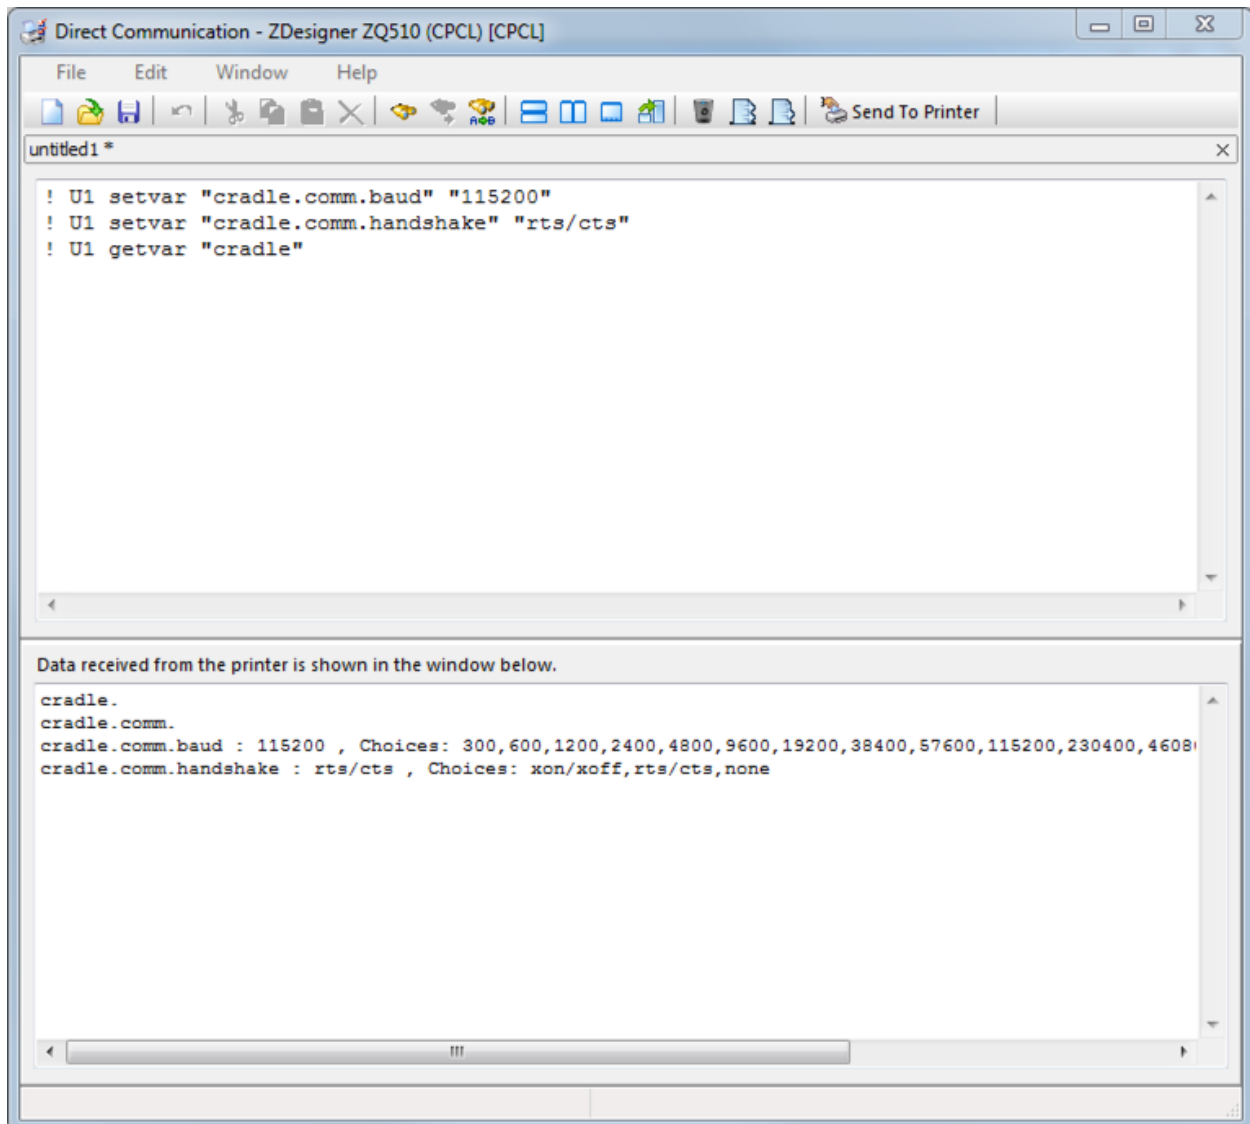 Direct Communication - ZDesigner ZQ510 (CPCL) [CPCL]
File Edit Window Help
A⇄B Send To Printer
untitled1 *
! U1 setvar "cradle.comm.baud" "115200"
! U1 setvar "cradle.comm.handshake" "rts/cts"
! U1 getvar "cradle"
Data received from the printer is shown in the window below.
cradle.
cradle.comm.
cradle.comm.baud : 115200 , Choices: 300,600,1200,2400,4800,9600,19200,38400,57600,115200,230400,4608
cradle.comm.handshake : rts/cts , Choices: xon/xoff,rts/cts,none